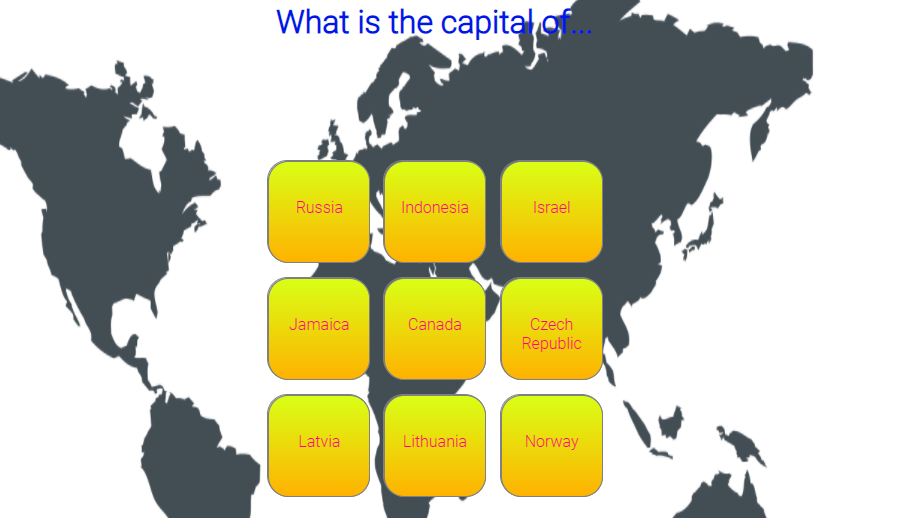 What is the capital of...
Russia
Indonesia
Israel
Jamaica
Canada
Czech
Republic
Latvia
Lithuania
Norway